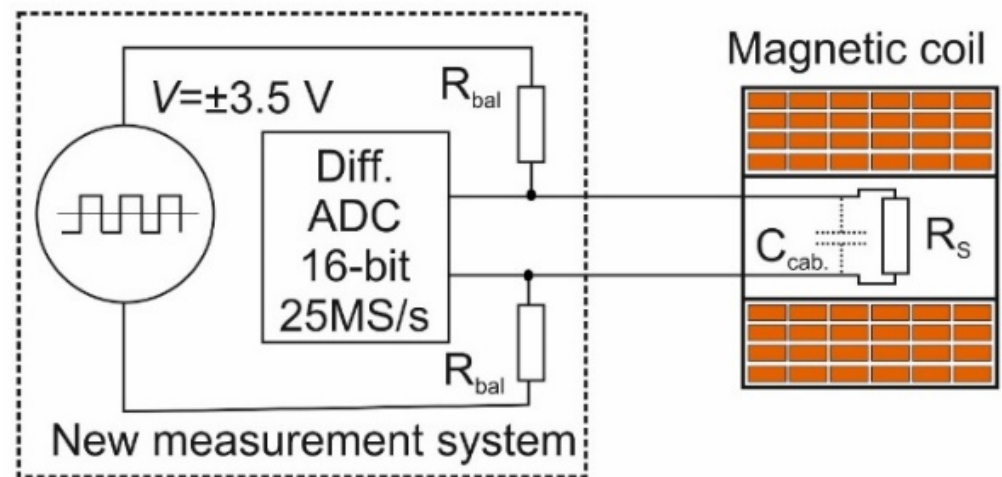 Magnetic coil
V=±3.5 V
R_bal
Diff.
ADC
16-bit
25MS/s
C_cab.
R_S
R_bal
New measurement system